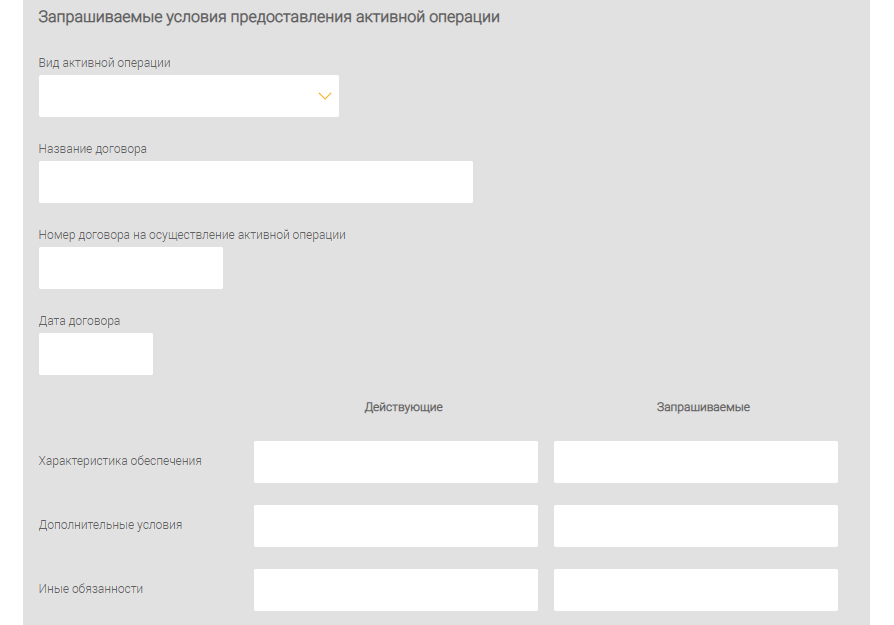 Запрашиваемые условия предоставления активной операции
Вид активной операции
Название договора
Номер договора на осуществление активной операции
Дата договора
Действующие Запрашиваемые
Характеристика обеспечения
Дополнительные условия
Иные обязанности